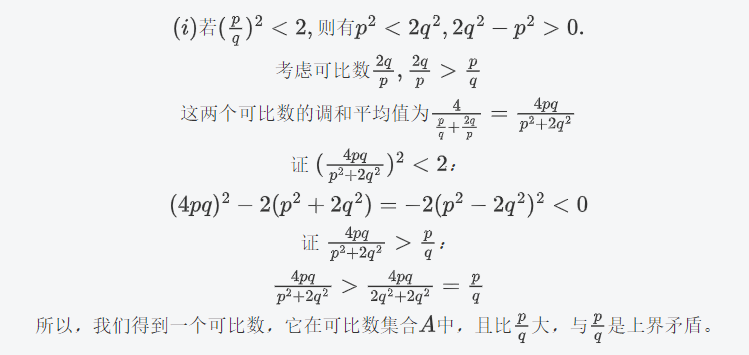 (i)若(\frac{p}{q})^2 < 2, 则有p^2 < 2q^2, 2q^2 - p^2 > 0.
考虑可比数\frac{2q}{p}, \frac{2q}{p} > \frac{p}{q}
这两个可比数的调和平均值为\frac{4}{\frac{p}{q}+\frac{2q}{p}} = \frac{4pq}{p^2+2q^2}
证 (\frac{4pq}{p^2+2q^2})^2 < 2：
(4pq)^2 - 2(p^2 + 2q^2) = -2(p^2 - 2q^2)^2 < 0
证 \frac{4pq}{p^2+2q^2} > \frac{p}{q}：
\frac{4pq}{p^2+2q^2} > \frac{4pq}{2q^2+2q^2} = \frac{p}{q}
所以，我们得到一个可比数，它在可比数集合A中，且比\frac{p}{q}大，与\frac{p}{q}是上界矛盾。